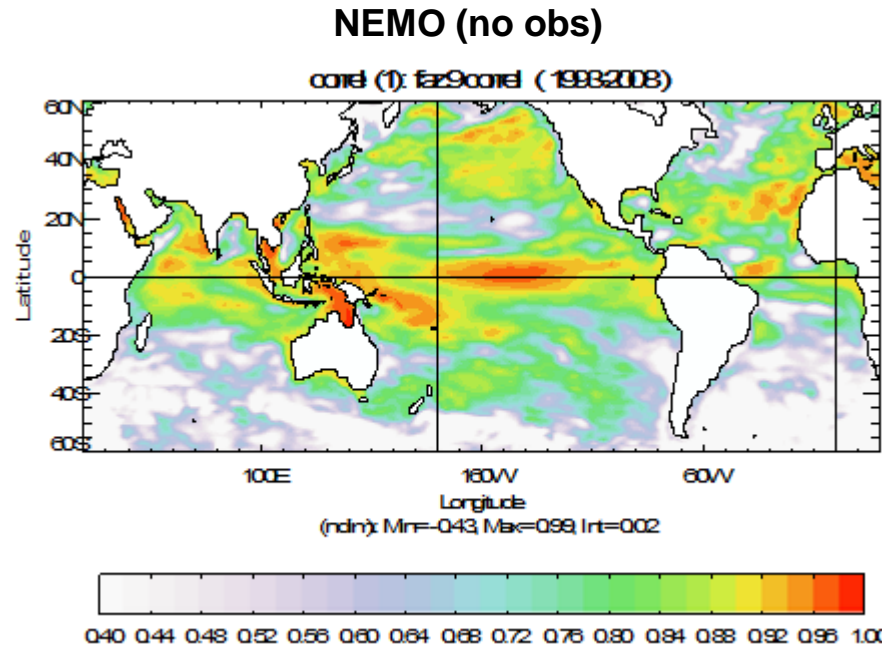 NEMO (no obs)
correl (1): faz9/correl (1993-2008)
60N
40N
20N
0
20S
40S
60S
Latitude
100E 160W 60W
Longitude
(ndim): Min=-0.43, Max=0.99, Int=0.02
0.40 0.44 0.48 0.52 0.56 0.60 0.64 0.68 0.72 0.76 0.80 0.84 0.88 0.92 0.96 1.00